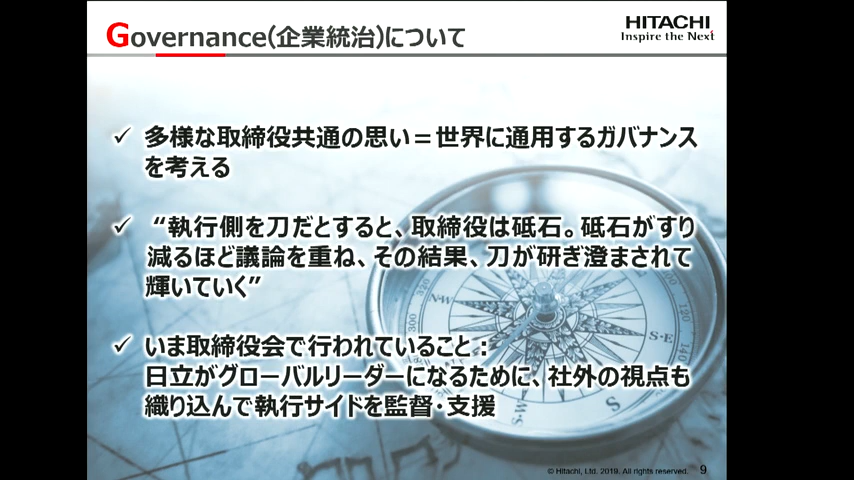 Governance(企業統治)について
HITACHI
Inspire the Next
✓ 多様な取締役共通の思い＝世界に通用するガバナンス
を考える
✓ “執行側を刀だとすると、取締役は砥石。砥石がすり
減るほど議論を重ね、その結果、刀が研ぎ澄まされて
輝いていく”
✓ いま取締役会で行われていること：
日立がグローバルリーダーになるために、社外の視点も
織り込んで執行サイドを監督・支援
N-W
320
300
S-E
120
140
S
S-W
© Hitachi, Ltd. 2019. All rights reserved.
9